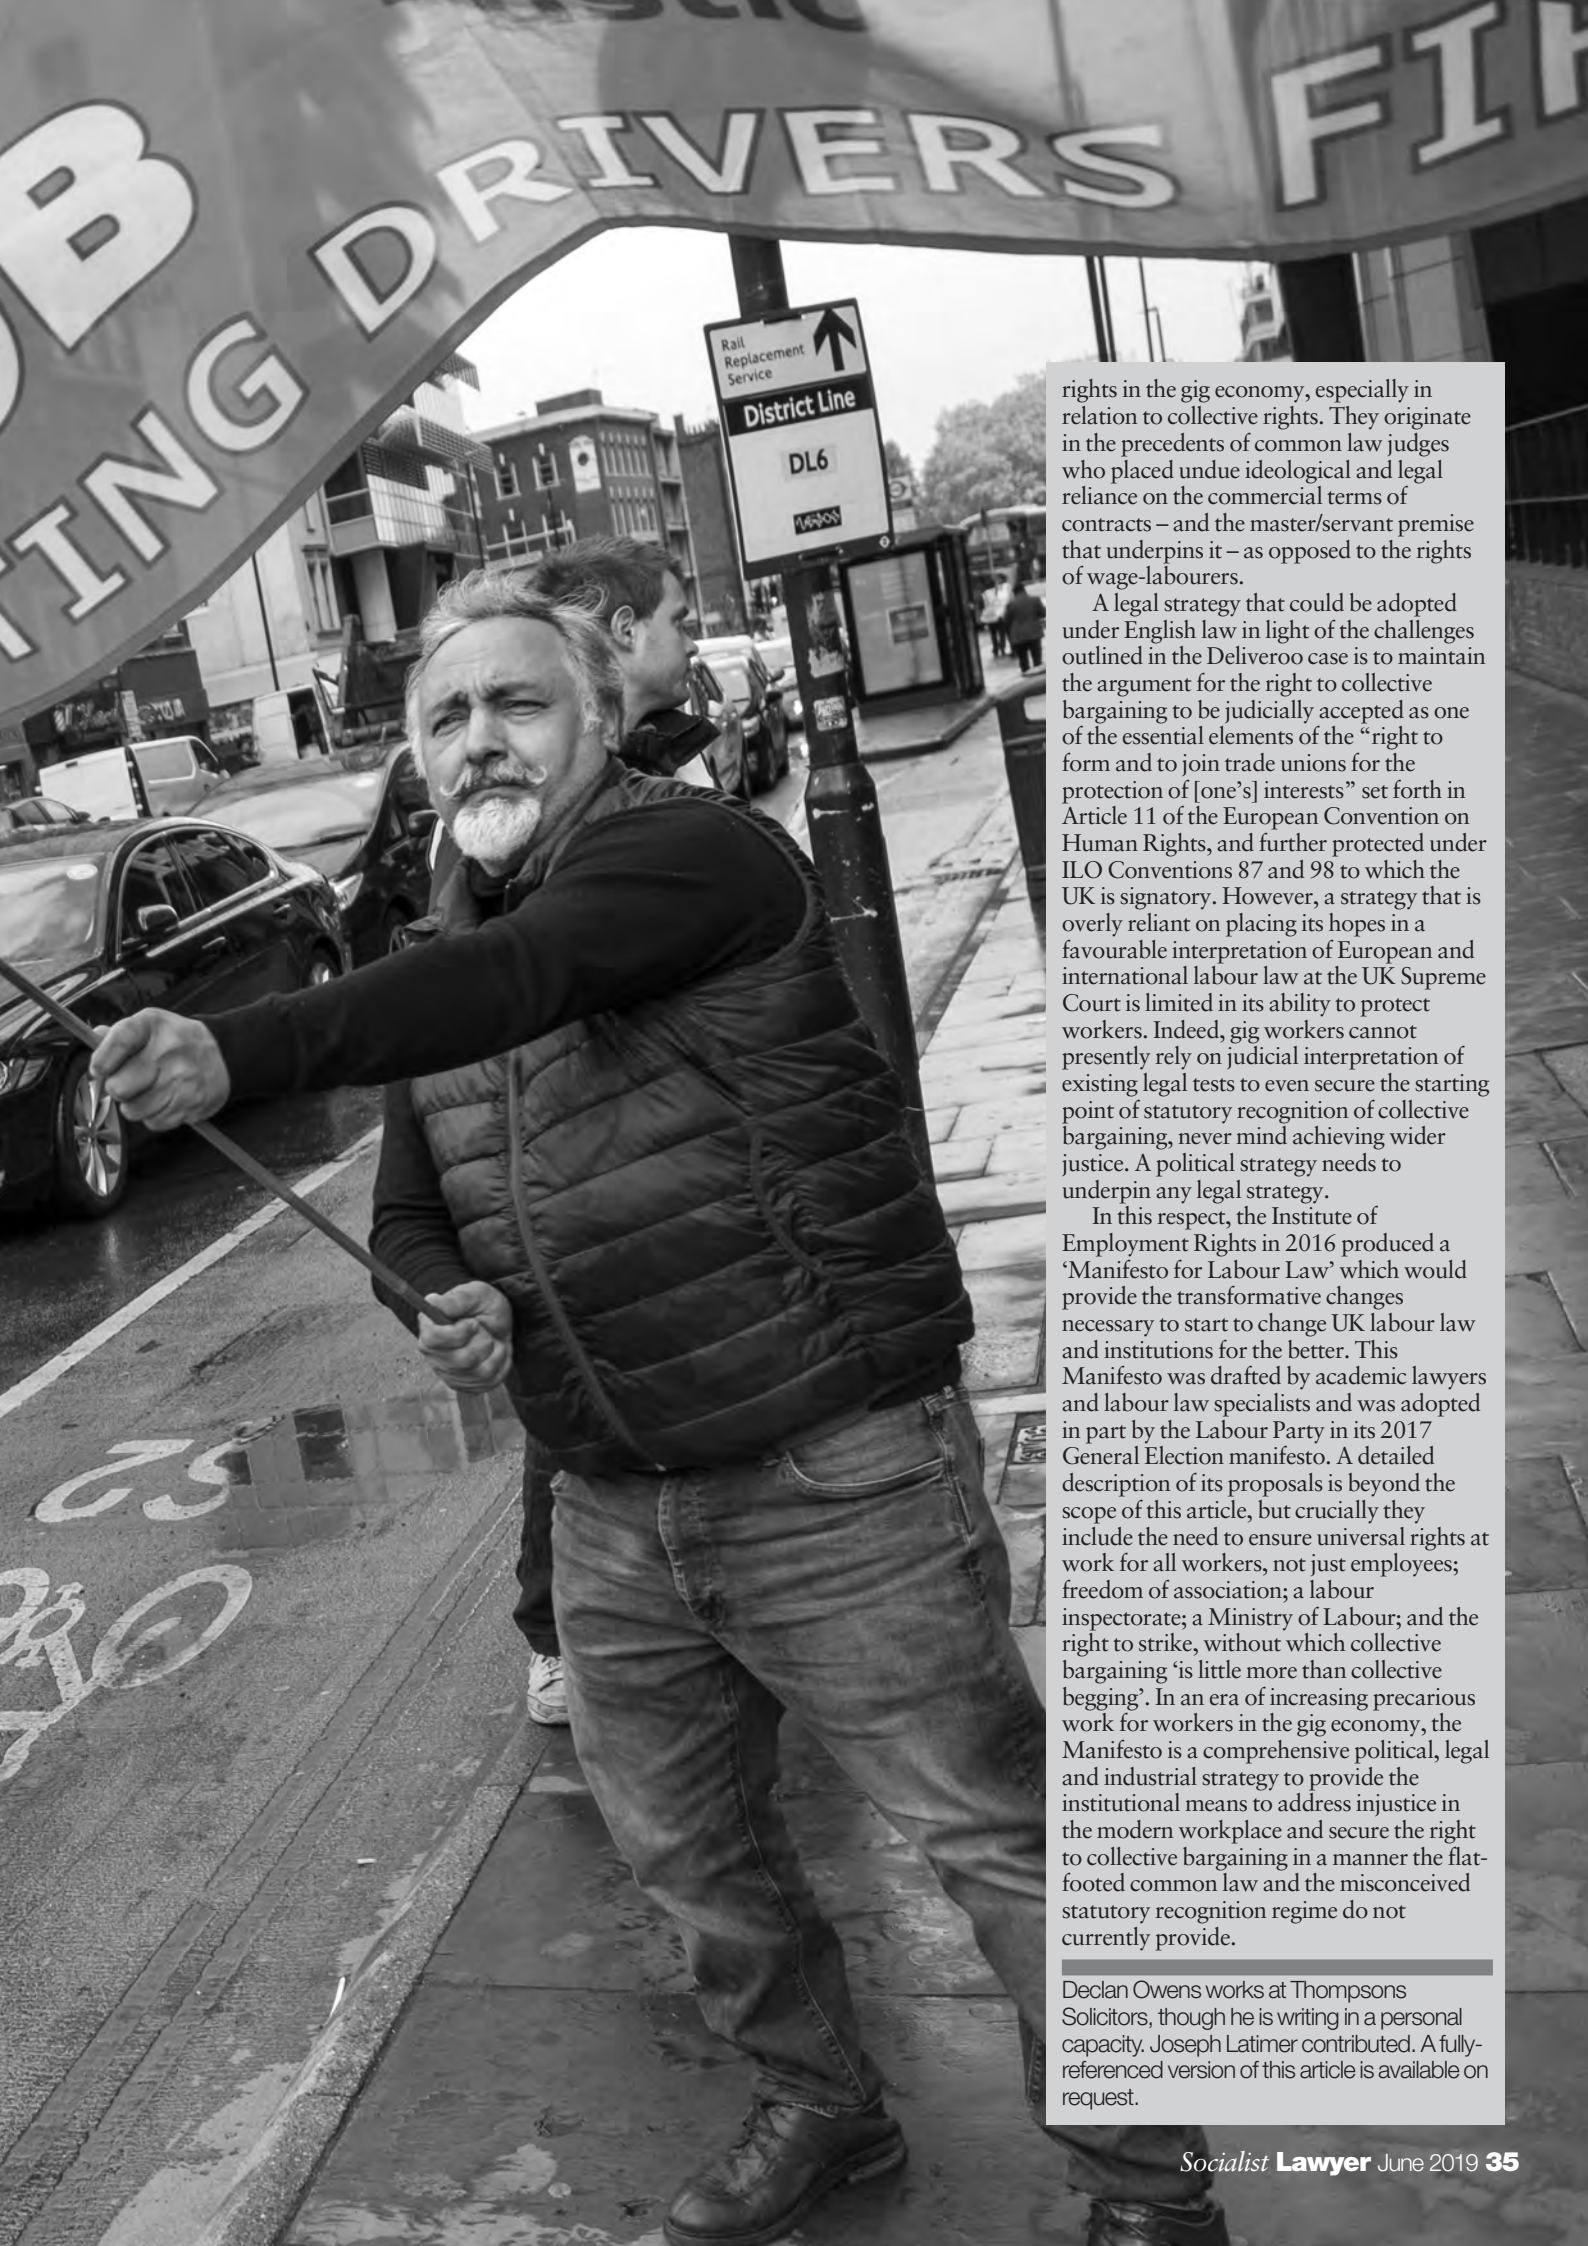 OB
TING DRIVERS FI
Rail
Replacement
Service
District Line
DL6
rights in the gig economy, especially in
relation to collective rights. They originate
in the precedents of common law judges
who placed undue ideological and legal
reliance on the commercial terms of
contracts – and the master/servant premise
that underpins it – as opposed to the rights
of wage-labourers.
A legal strategy that could be adopted
under English law in light of the challenges
outlined in the Deliveroo case is to maintain
the argument for the right to collective
bargaining to be judicially accepted as one
of the essential elements of the “right to
form and to join trade unions for the
protection of [one’s] interests” set forth in
Article 11 of the European Convention on
Human Rights, and further protected under
ILO Conventions 87 and 98 to which the
UK is signatory. However, a strategy that is
overly reliant on placing its hopes in a
favourable interpretation of European and
international labour law at the UK Supreme
Court is limited in its ability to protect
workers. Indeed, gig workers cannot
presently rely on judicial interpretation of
existing legal tests to even secure the starting
point of statutory recognition of collective
bargaining, never mind achieving wider
justice. A political strategy needs to
underpin any legal strategy.
In this respect, the Institute of
Employment Rights in 2016 produced a
‘Manifesto for Labour Law’ which would
provide the transformative changes
necessary to start to change UK labour law
and institutions for the better. This
Manifesto was drafted by academic lawyers
and labour law specialists and was adopted
in part by the Labour Party in its 2017
General Election manifesto. A detailed
description of its proposals is beyond the
scope of this article, but crucially they
include the need to ensure universal rights at
work for all workers, not just employees;
freedom of association; a labour
inspectorate; a Ministry of Labour; and the
right to strike, without which collective
bargaining ‘is little more than collective
begging’. In an era of increasing precarious
work for workers in the gig economy, the
Manifesto is a comprehensive political, legal
and industrial strategy to provide the
institutional means to address injustice in
the modern workplace and secure the right
to collective bargaining in a manner the flat-
footed common law and the misconceived
statutory recognition regime do not
currently provide.
Declan Owens works at Thompsons
Solicitors, though he is writing in a personal
capacity. Joseph Latimer contributed. A fully-
referenced version of this article is available on
request.
Socialist Lawyer June 2019 35